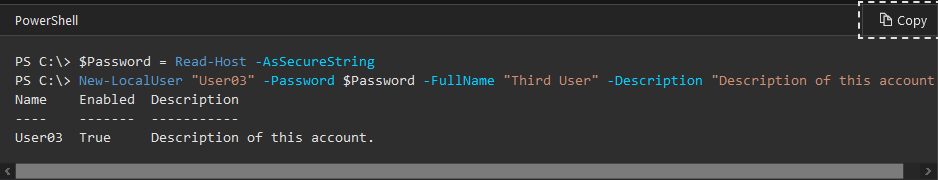 PowerShell
Copy
PS C:\> $Password = Read-Host -AsSecureString
PS C:\> New-LocalUser "User03" -Password $Password -FullName "Third User" -Description "Description of this account
Name    Enabled  Description
----    -------  -----------
User03  True     Description of this account.